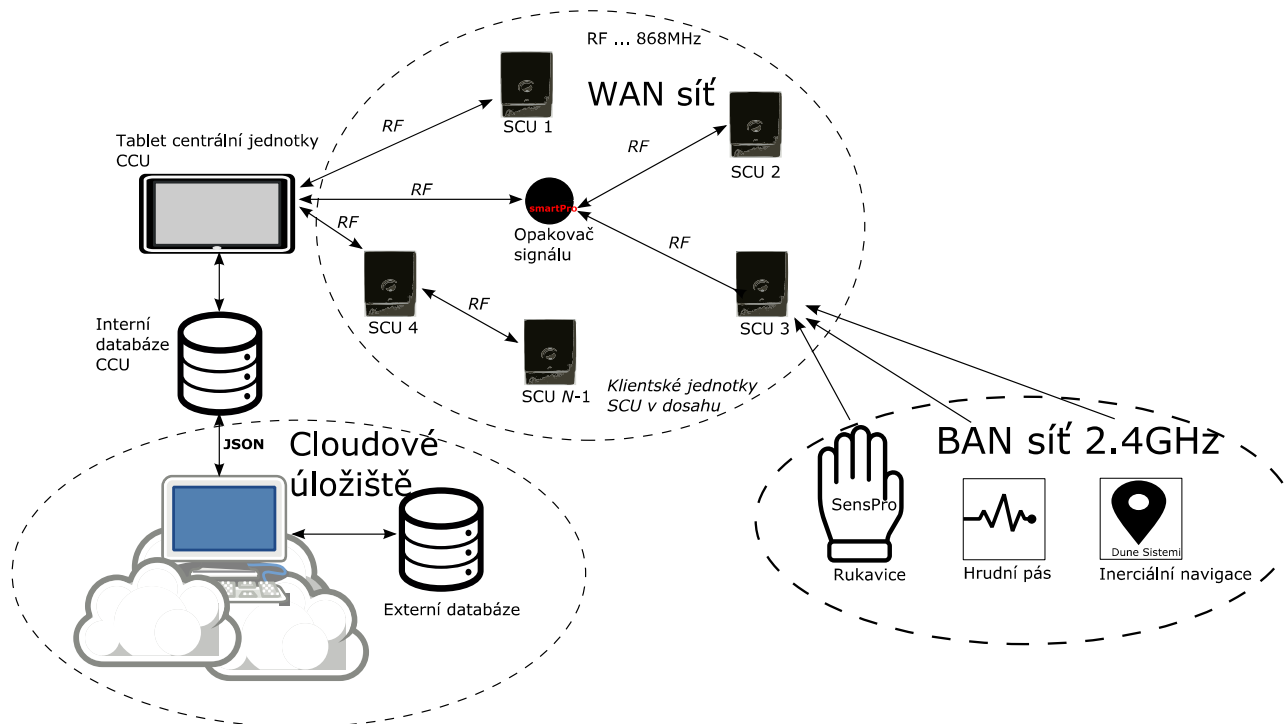 RF ... 868MHz
WAN síť
SCU 1
RF
Tablet centrální jednotky
CCU
RF
SCU 2
RF
smartPro
Opakovač
signálu
RF
RF
SCU 4
RF
SCU 3
Interní
databáze
CCU
SCU N-1
Klientské jednotky
SCU v dosahu
JSON
Cloudové
úložiště
Externí databáze
BAN síť 2.4GHz
SensPro
Dune Sistemi
Rukavice
Hrudní pás
Inerciální navigace